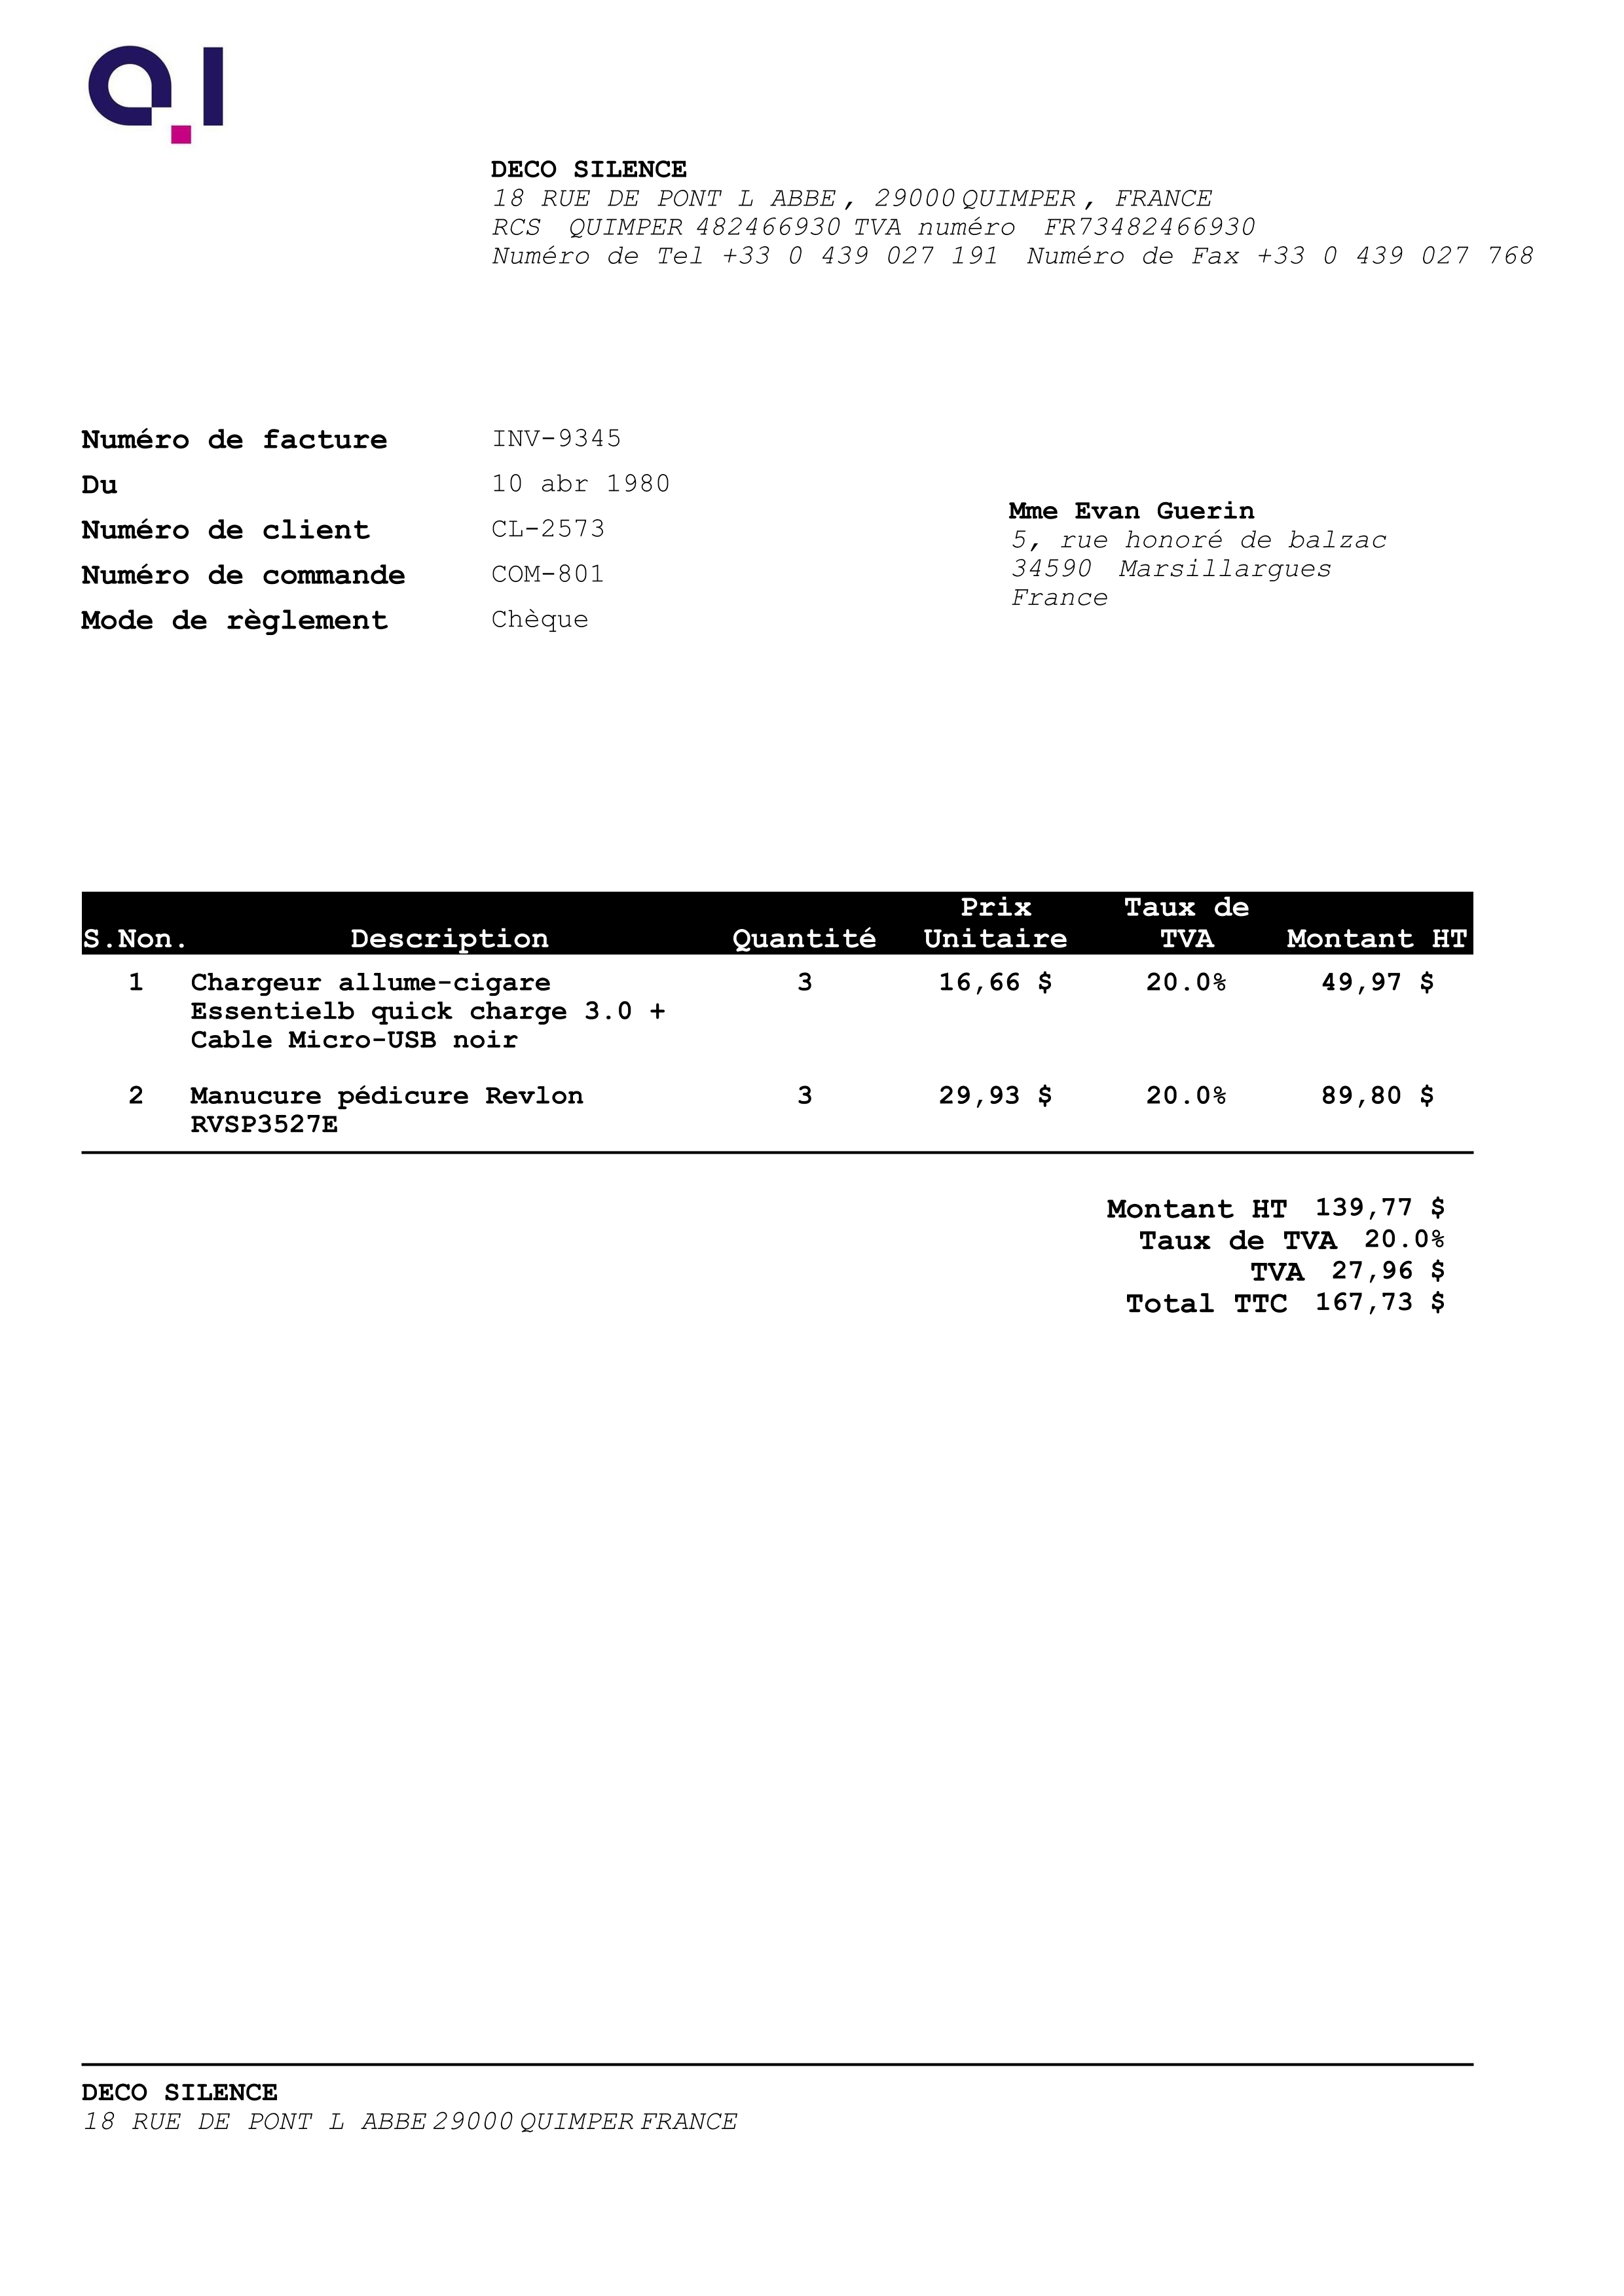 Q.I
DECO SILENCE
18 RUE DE PONT L ABBE, 29000 QUIMPER, FRANCE
RCS QUIMPER 482466930 TVA numéro FR73482466930
Numéro de Tel +33 0 439 027 191 Numéro de Fax +33 0 439 027 768
Numéro de facture INV-9345
Du 10 abr 1980
Numéro de client CL-2573
Numéro de commande COM-801
Mode de règlement Chèque
Mme Evan Guerin
5, rue honoré de balzac
34590 Marsillargues
France
S.Non. Description Quantité Prix Unitaire Taux de TVA Montant HT
1 Chargeur allume-cigare 3 16,66 $ 20.0% 49,97 $
Essentielb quick charge 3.0 +
Cable Micro-USB noir
2 Manucure pédicure Revlon 3 29,93 $ 20.0% 89,80 $
RVSP3527E
Montant HT 139,77 $
Taux de TVA 20.0%
TVA 27,96 $
Total TTC 167,73 $
DECO SILENCE
18 RUE DE PONT L ABBE 29000 QUIMPER FRANCE